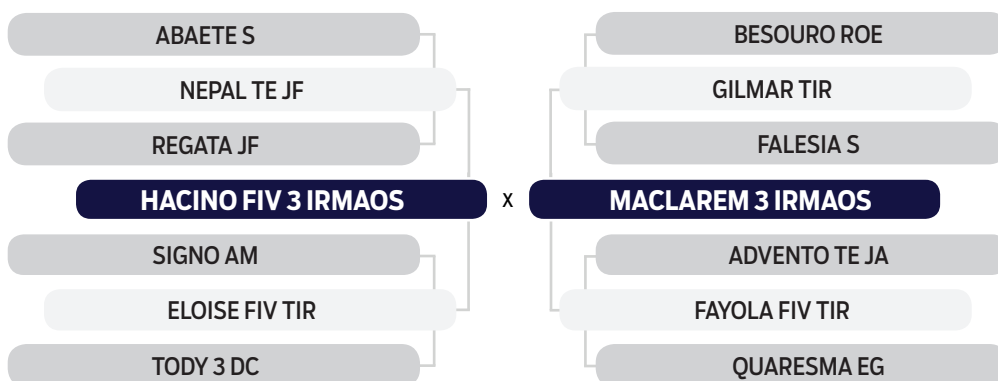 ABAETE S
BESOURO ROE
NEPAL TE JF
GILMAR TIR
REGATA JF
FALESIA S
HACINO FIV 3 IRMAOS x MACLAREM 3 IRMAOS
SIGNO AM
ADVENTO TE JA
ELOISE FIV TIR
FAYOLA FIV TIR
TODY 3 DC
QUARESMA EG